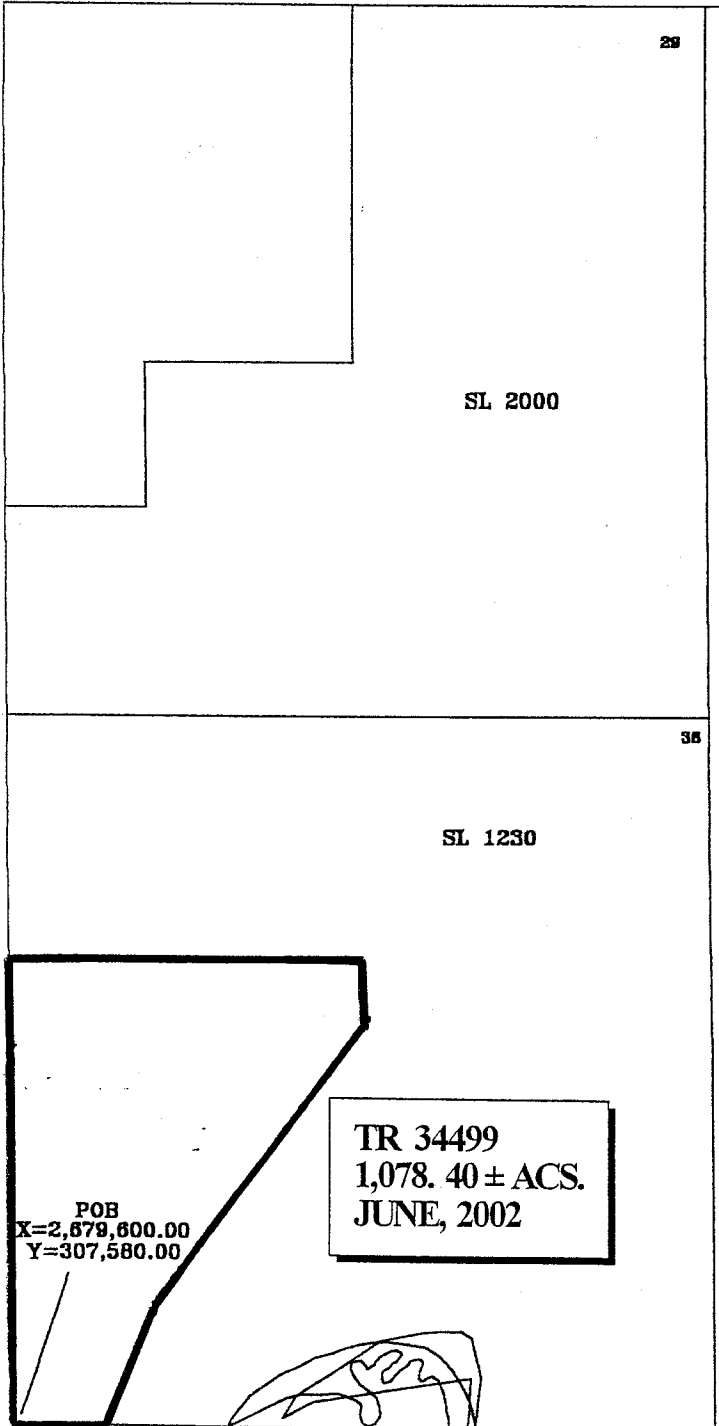 29
SL 2000
36
SL 1230
TR 34499
1,078. 40 ± ACS.
JUNE, 2002
POB
X=2,679,600.00
Y=307,580.00